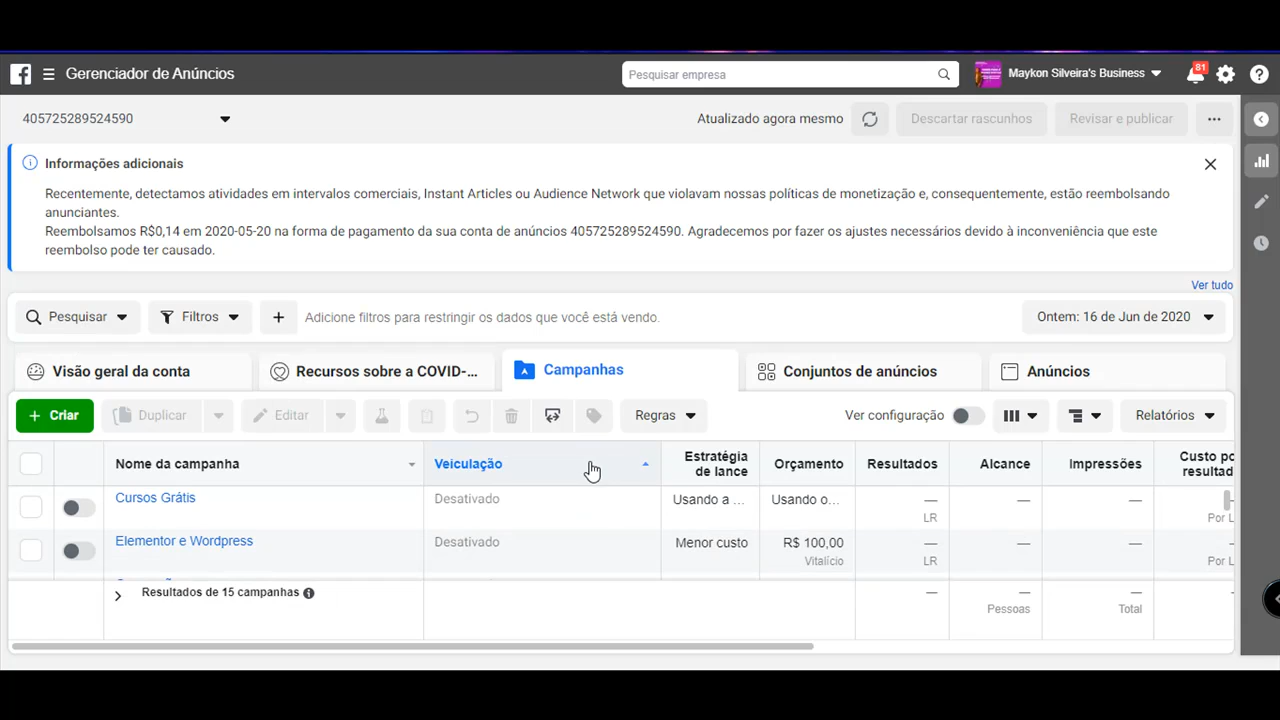 Gerenciador de Anúncios
Pesquisar empresa
Maykon Silveira's Business
81
405725289524590
Atualizado agora mesmo
Descartar rascunhos
Revisar e publicar
Informações adicionais
Recentemente, detectamos atividades em intervalos comerciais, Instant Articles ou Audience Network que violavam nossas políticas de monetização e, consequentemente, estão reembolsando
anunciantes.
Reembolsamos R$0,14 em 2020-05-20 na forma de pagamento da sua conta de anúncios 405725289524590. Agradecemos por fazer os ajustes necessários devido à inconveniência que este
reembolso pode ter causado.
Ver tudo
Pesquisar
Filtros
Adicione filtros para restringir os dados que você está vendo.
Ontem: 16 de Jun de 2020
Visão geral da conta
Recursos sobre a COVID-...
Campanhas
Conjuntos de anúncios
Anúncios
+ Criar
Duplicar
Editar
Regras
Ver configuração
Relatórios
Nome da campanha
Veiculação
Estratégia
de lance
Orçamento
Resultados
Alcance
Impressões
Custo po
resultad
Cursos Grátis
Desativado
Usando a ...
Usando o...
—
LR
—
—
Por L
Elementor e Wordpress
Desativado
Menor custo
R$ 100,00
Vitalício
—
LR
—
—
—
Por L
Resultados de 15 campanhas
—
—
Pessoas
—
Total
—